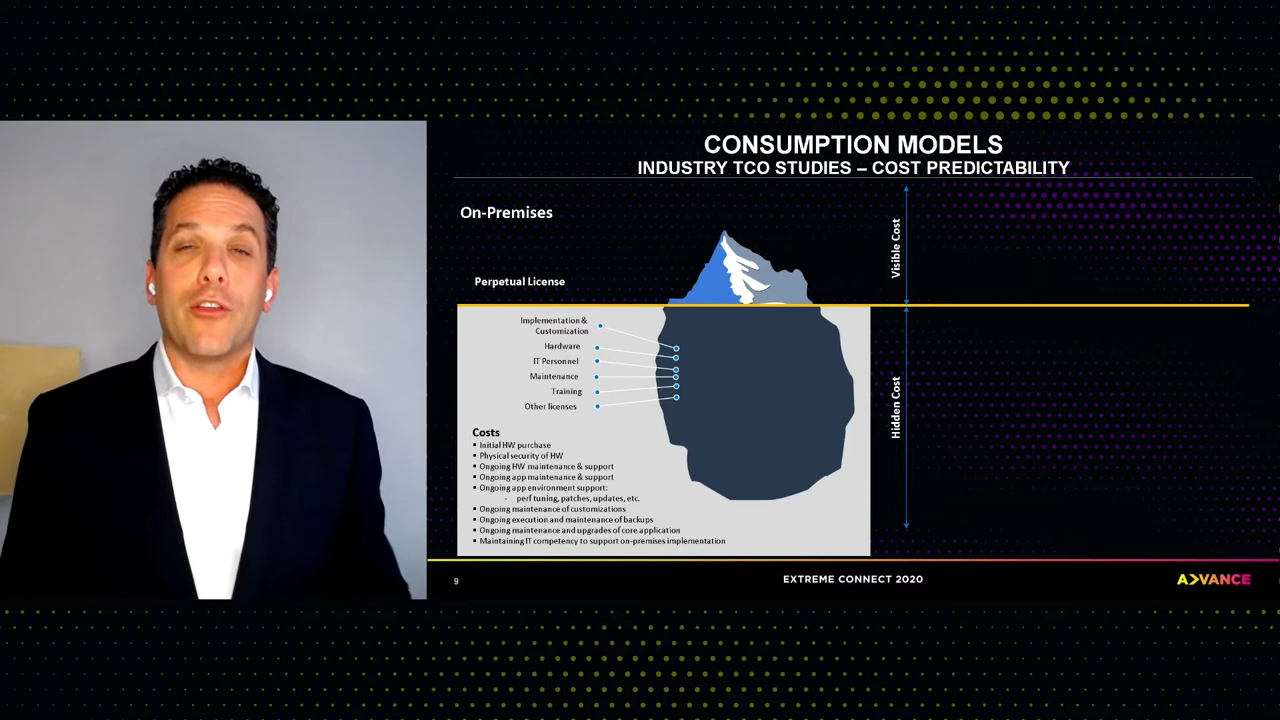 CONSUMPTION MODELS
INDUSTRY TCO STUDIES – COST PREDICTABILITY
On-Premises
Visible Cost
Perpetual License
Implementation &
Customization
Hardware
IT Personnel
Maintenance
Training
Other licenses
Hidden Cost
Costs
▪ Initial HW purchase
▪ Physical security of HW
▪ Ongoing HW maintenance & support
▪ Ongoing app maintenance & support
▪ Ongoing app environment support:
- perf tuning, patches, updates, etc.
▪ Ongoing maintenance of customizations
▪ Ongoing execution and maintenance of backups
▪ Ongoing maintenance and upgrades of core application
▪ Maintaining IT competency to support on-premises implementation
9
EXTREME CONNECT 2020
ADVANCE